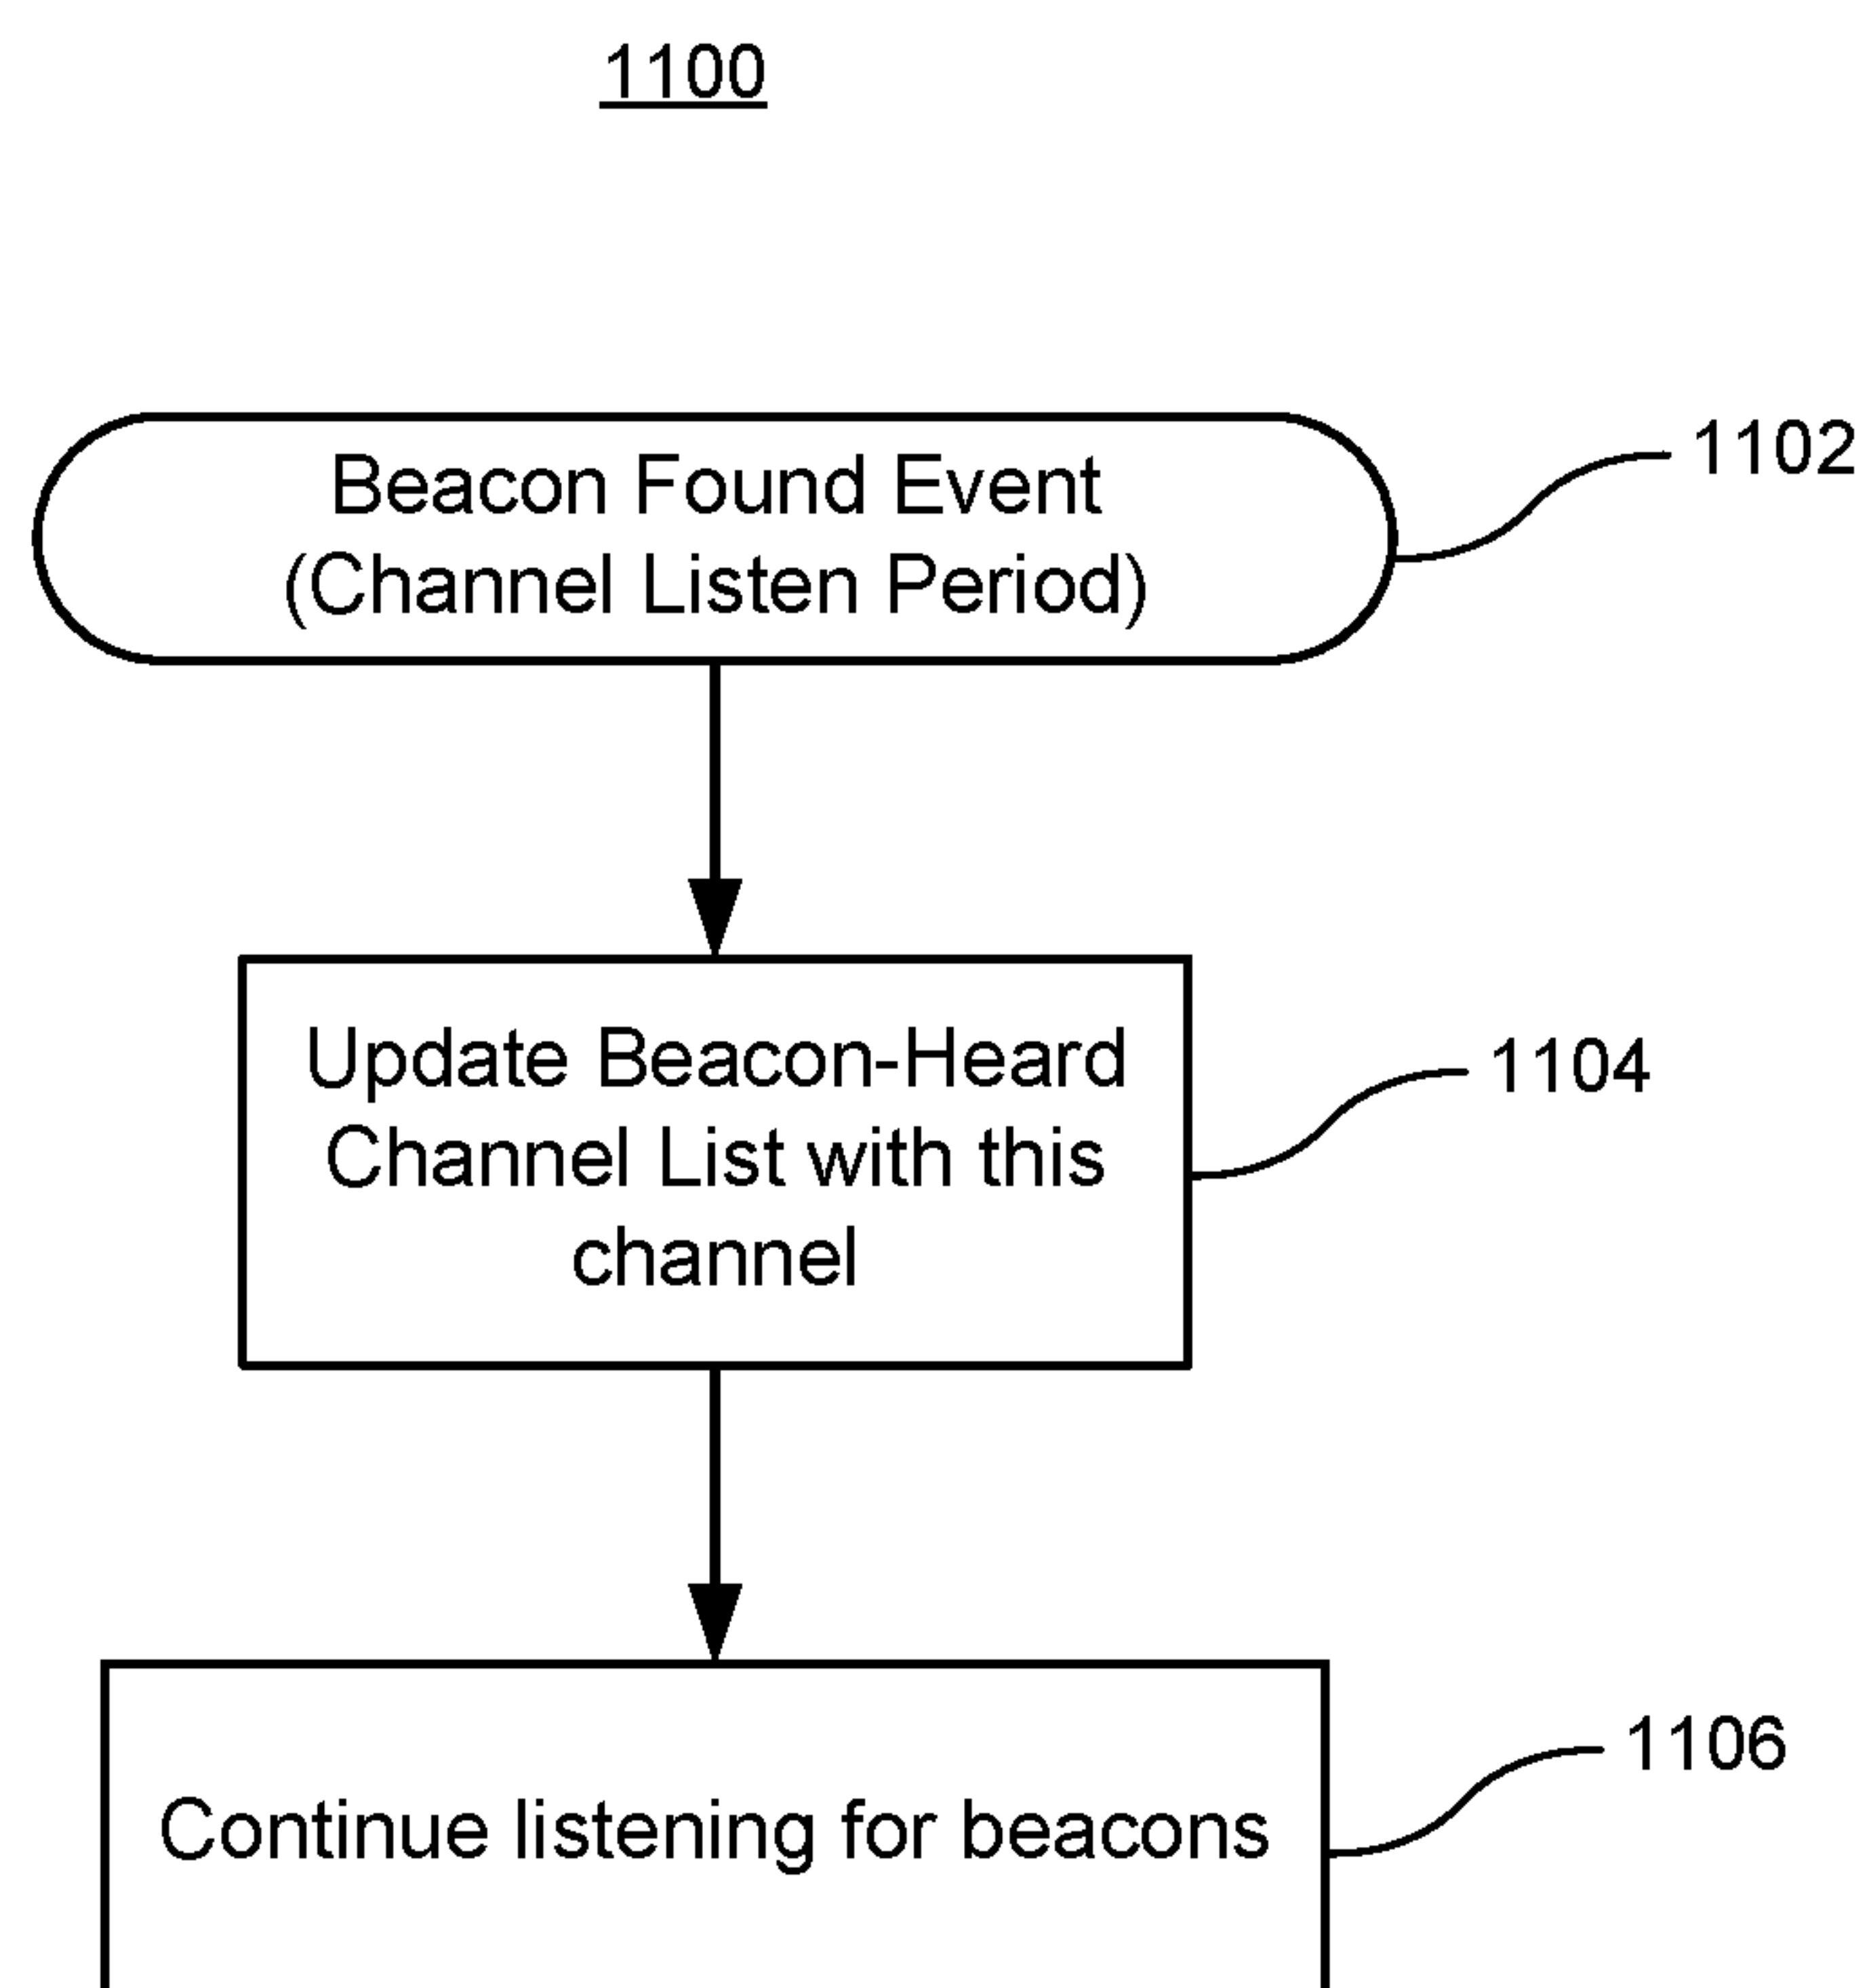 1100
Beacon Found Event
(Channel Listen Period)
1102
Update Beacon-Heard
Channel List with this
channel
1104
Continue listening for beacons
1106